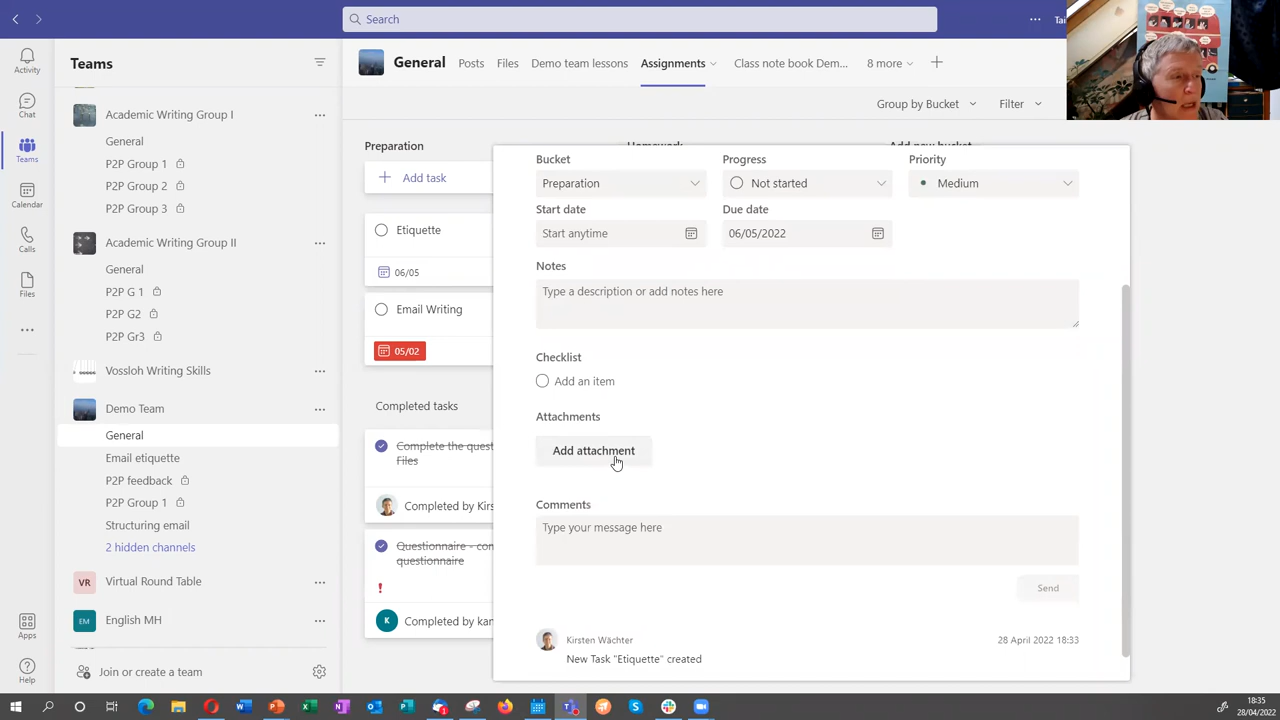 Search
Tai
Activity
Chat
Teams
Calendar
Calls
Files
Apps
Help
Teams
Academic Writing Group I
General
P2P Group 1
P2P Group 2
P2P Group 3
Academic Writing Group II
General
P2P G 1
P2P G2
P2P Gr3
Vossloh Writing Skills
Demo Team
General
Email etiquette
P2P feedback
P2P Group 1
Structuring email
2 hidden channels
VR Virtual Round Table
EM English MH
Join or create a team
General Posts Files Demo team lessons Assignments Class note book Dem... 8 more
Group by Bucket Filter
Preparation
Add task
Etiquette
06/05
Email Writing
05/02
Completed tasks
Complete the quest
Files
Completed by Kirs
Questionnaire - con
questionnaire
K Completed by kam
Homework Add new bucket
Bucket Progress Priority
Preparation Not started Medium
Start date Due date
Start anytime 06/05/2022
Notes
Type a description or add notes here
Checklist
Add an item
Attachments
Add attachment
Comments
Type your message here
Send
Kirsten Wächter 28 April 2022 18:33
New Task "Etiquette" created
18:35
28/04/2022